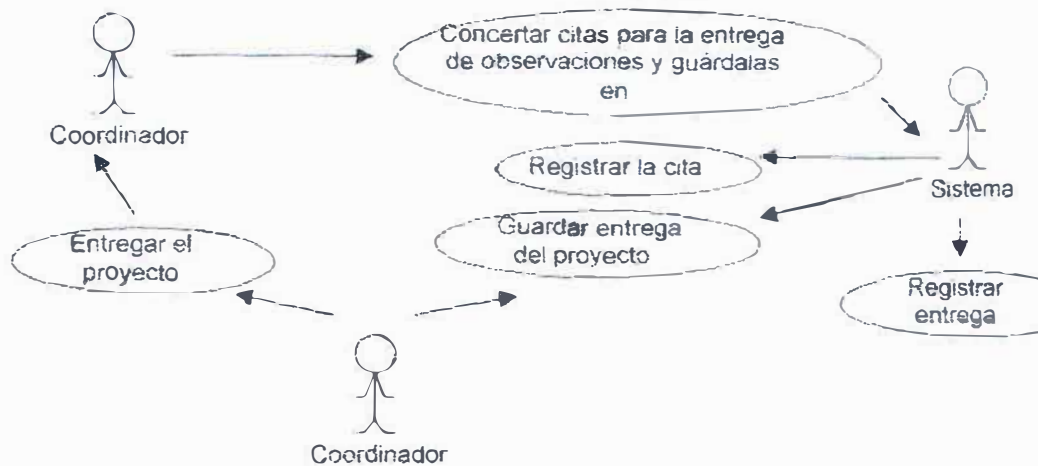 Concertar citas para la entrega
de observaciones y guárdalas
en
Coordinador
Registrar la cita
Sistema
Entregar el
proyecto
Guardar entrega
del proyecto
Registrar
entrega
Coordinador